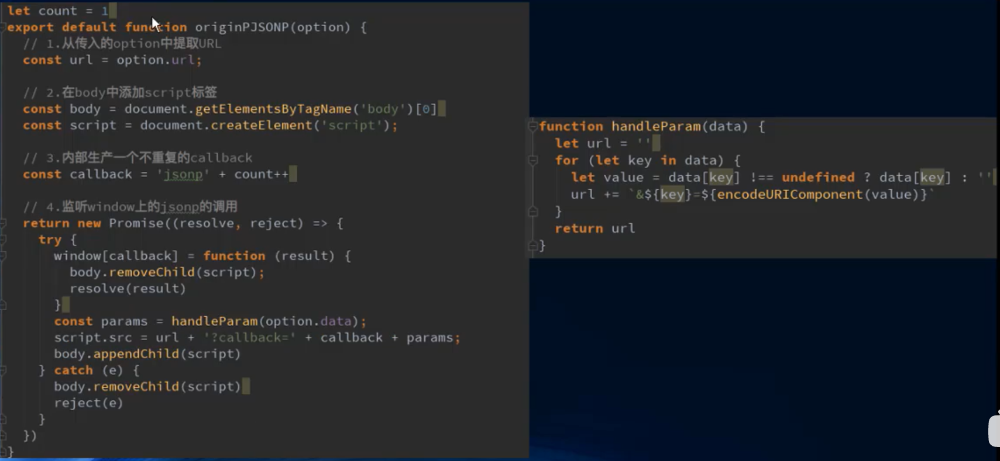 let count = 1
export default function originPJSONP(option) {
// 1.从传入的option中提取URL
const url = option.url;
// 2.在body中添加script标签
const body = document.getElementsByTagName('body')[0]
const script = document.createElement('script');
// 3.内部生产一个不重复的callback
const callback = 'jsonp' + count++
// 4.监听window上的jsonp的调用
return new Promise((resolve, reject) => {
try {
window[callback] = function (result) {
body.removeChild(script);
resolve(result)
}
const params = handleParam(option.data);
script.src = url + '?callback=' + callback + params;
body.appendChild(script)
} catch (e) {
body.removeChild(script)
reject(e)
}
})
}
function handleParam(data) {
let url = ''
for (let key in data) {
let value = data[key] !== undefined ? data[key] : ''
url += `&${key}=${encodeURIComponent(value)}`
}
return url
}